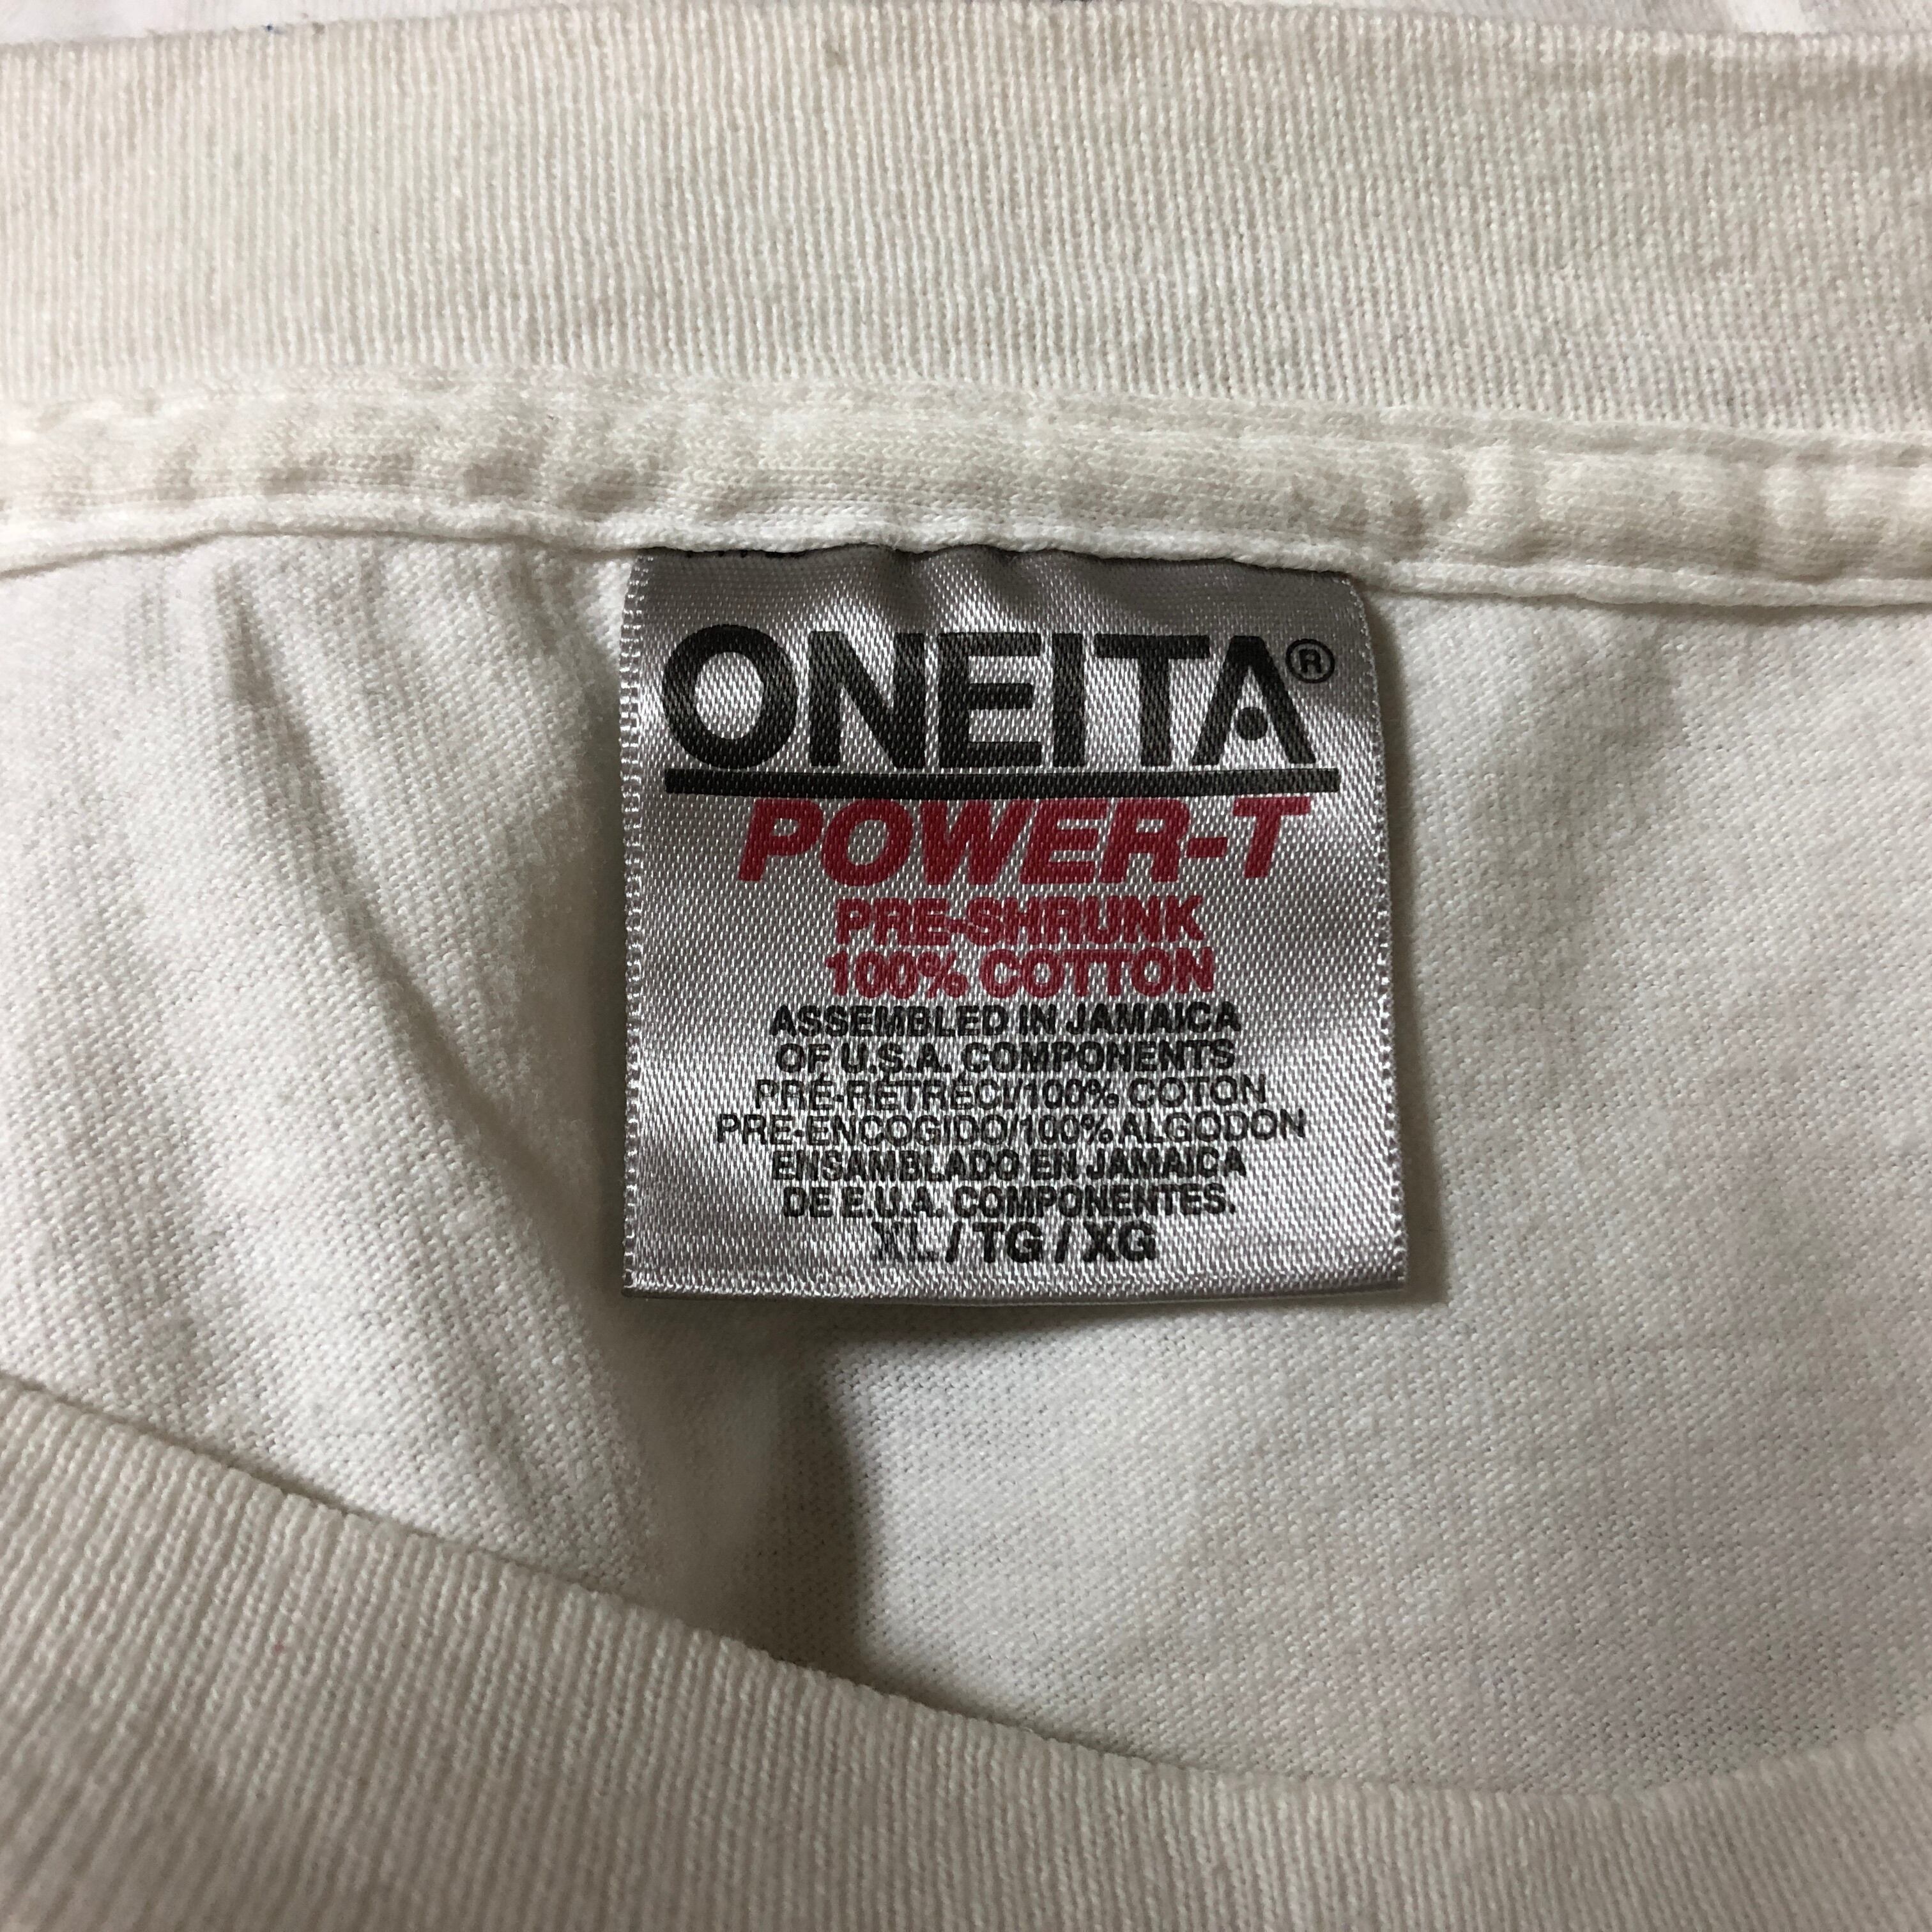 ONEITA®
POWER-T
PRE-SHRUNK
100% COTTON
ASSEMBLED IN JAMAICA
OF U.S.A. COMPONENTS
PRÉ-RÉTRÉCI/100% COTON
PRE-ENCOGIDO/100% ALGODON
ENSAMBLADO EN JAMAICA
DE E.U.A. COMPONENTES.
XL / TG / XG